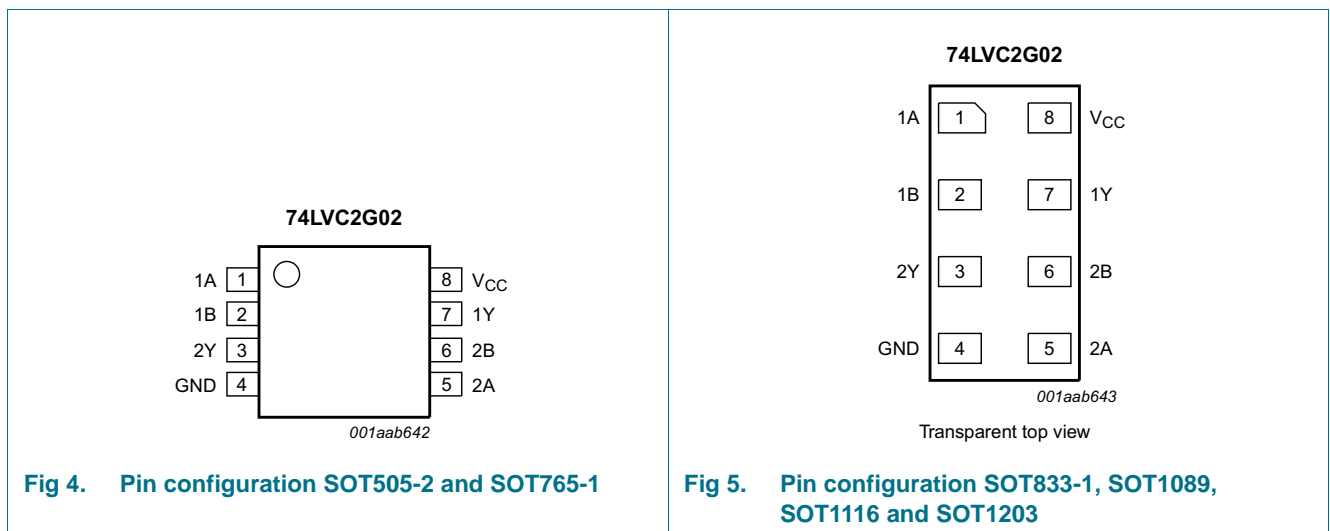 74LVC2G02
1A 1 8 VCC
1B 2 7 1Y
2Y 3 6 2B
GND 4 5 2A
001aab642
Fig 4. Pin configuration SOT505-2 and SOT765-1
74LVC2G02
1A 1 8 VCC
1B 2 7 1Y
2Y 3 6 2B
GND 4 5 2A
001aab643
Transparent top view
Fig 5. Pin configuration SOT833-1, SOT1089,
SOT1116 and SOT1203